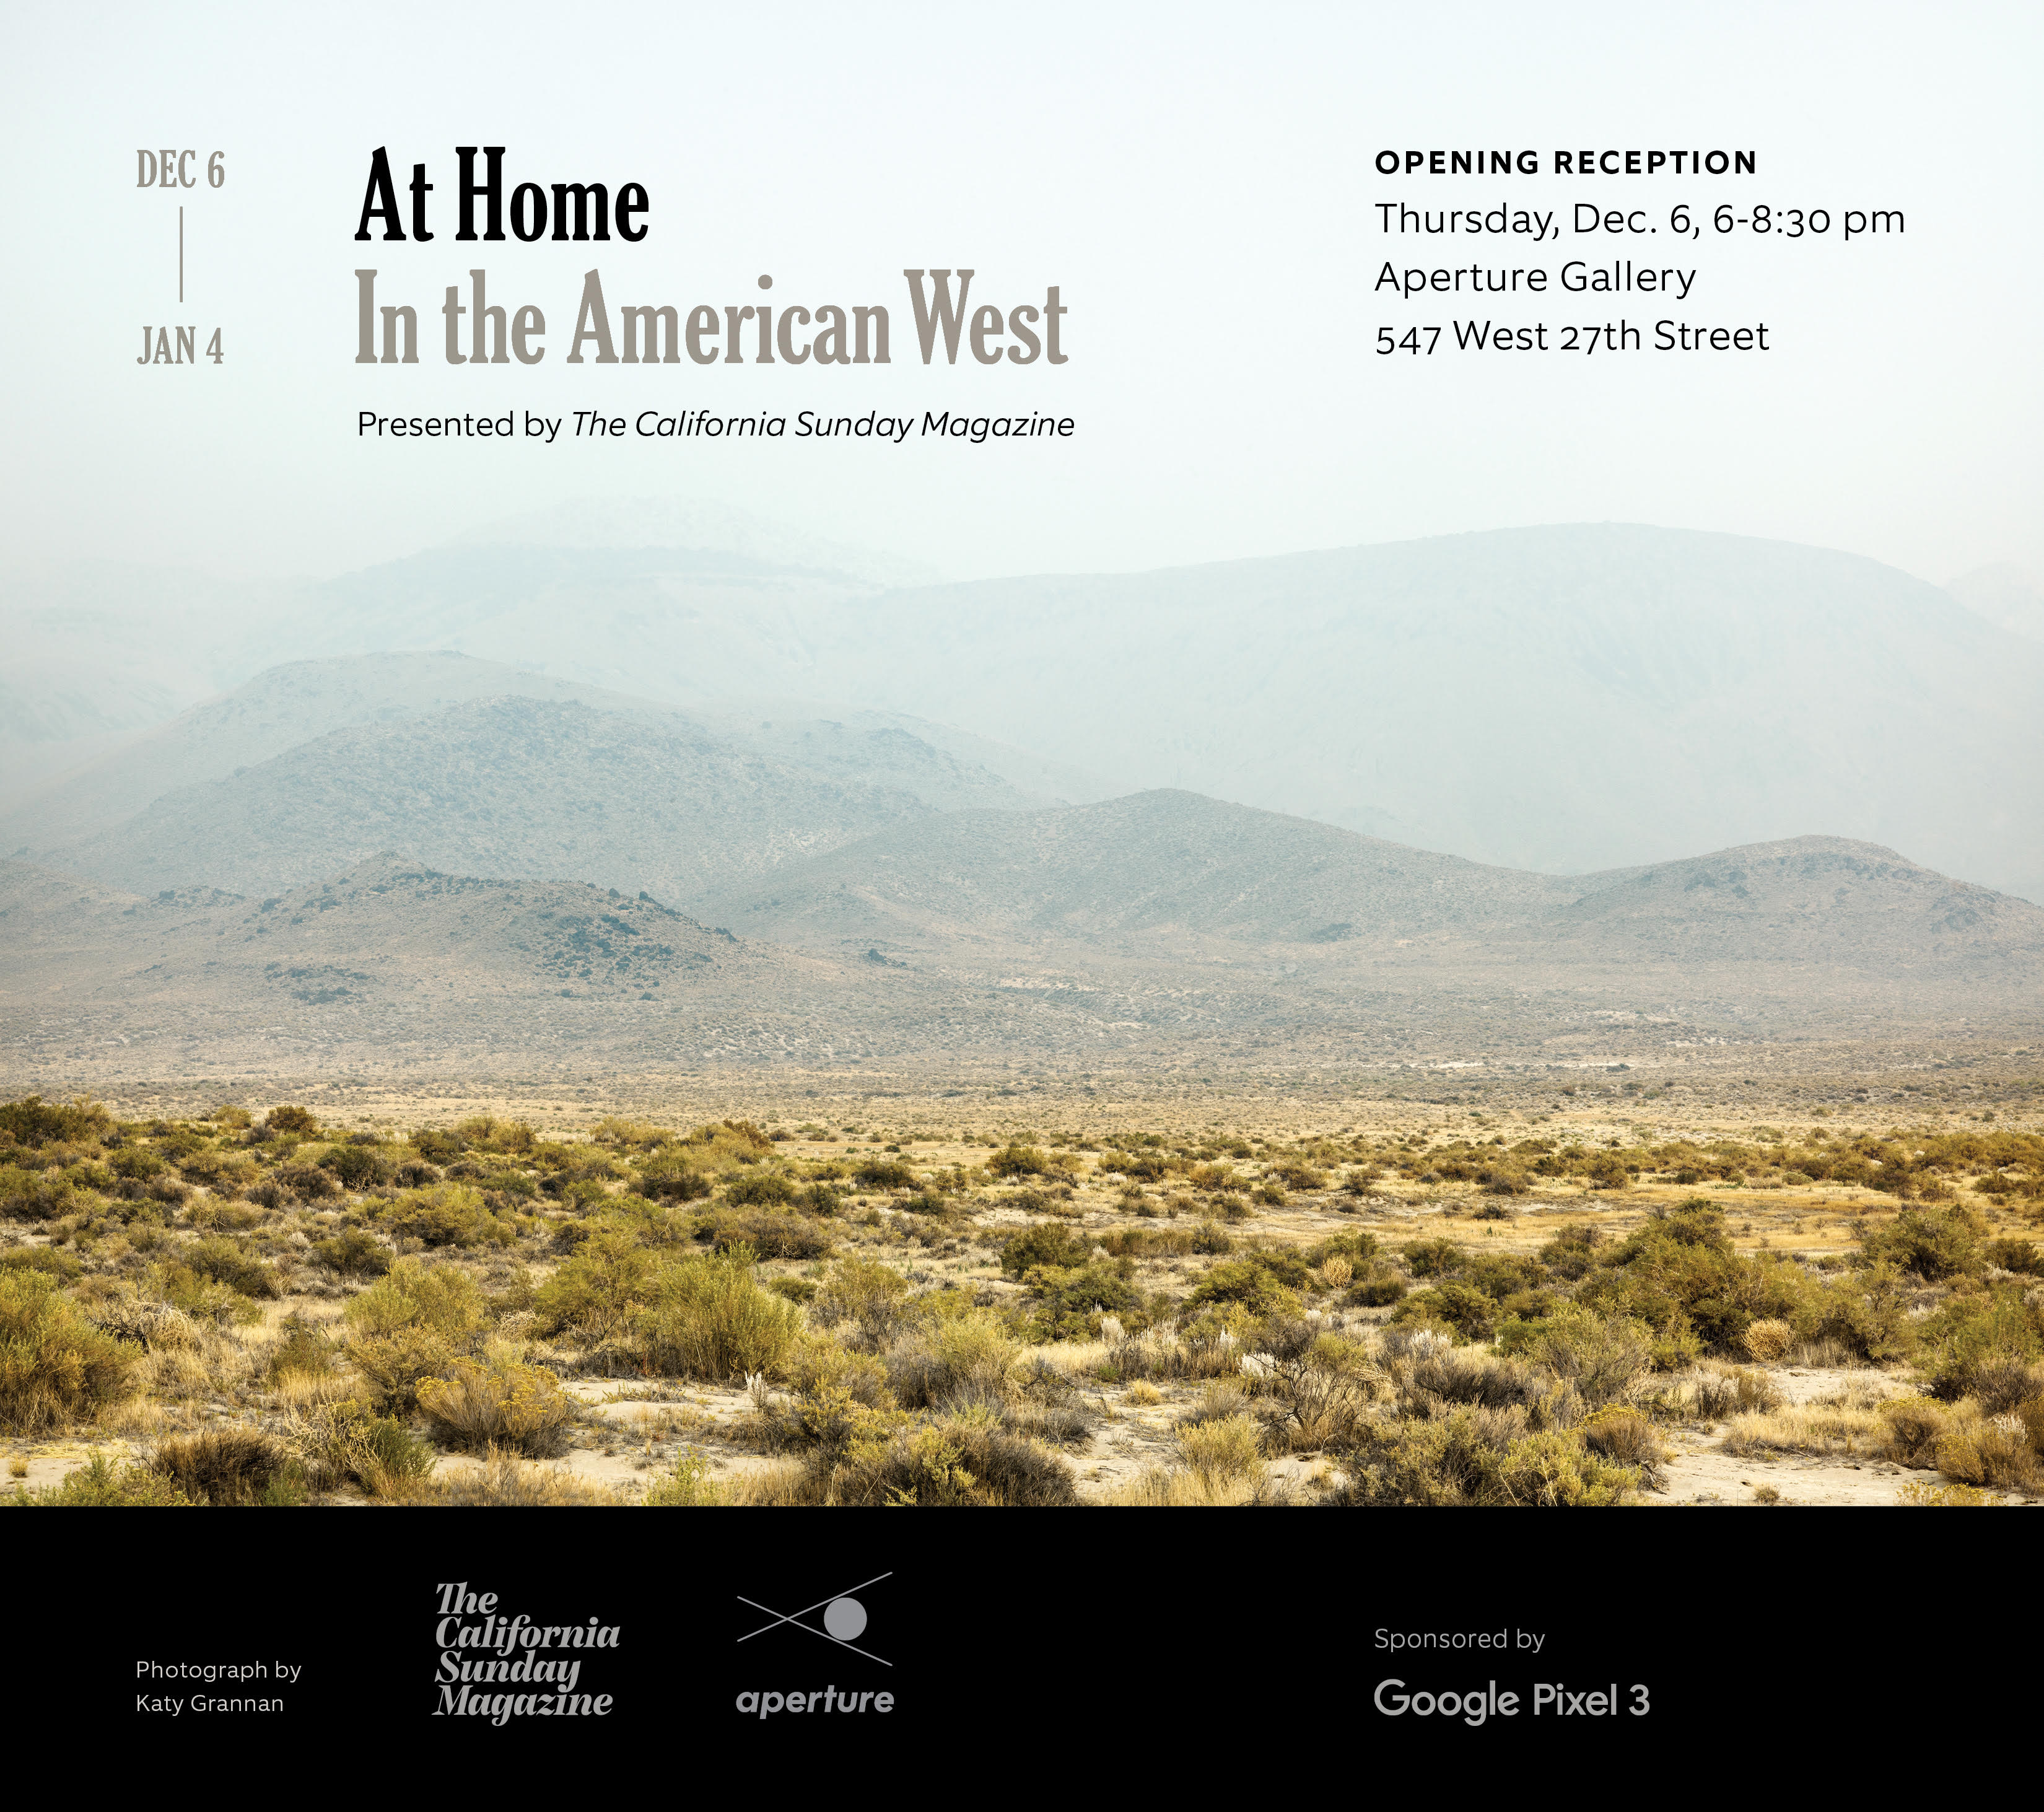 DEC 6
JAN 4
At Home
In the American West
Presented by The California Sunday Magazine
OPENING RECEPTION
Thursday, Dec. 6, 6-8:30 pm
Aperture Gallery
547 West 27th Street
Photograph by
Katy Grannan
The
California
Sunday
Magazine
aperture
Sponsored by
Google Pixel 3